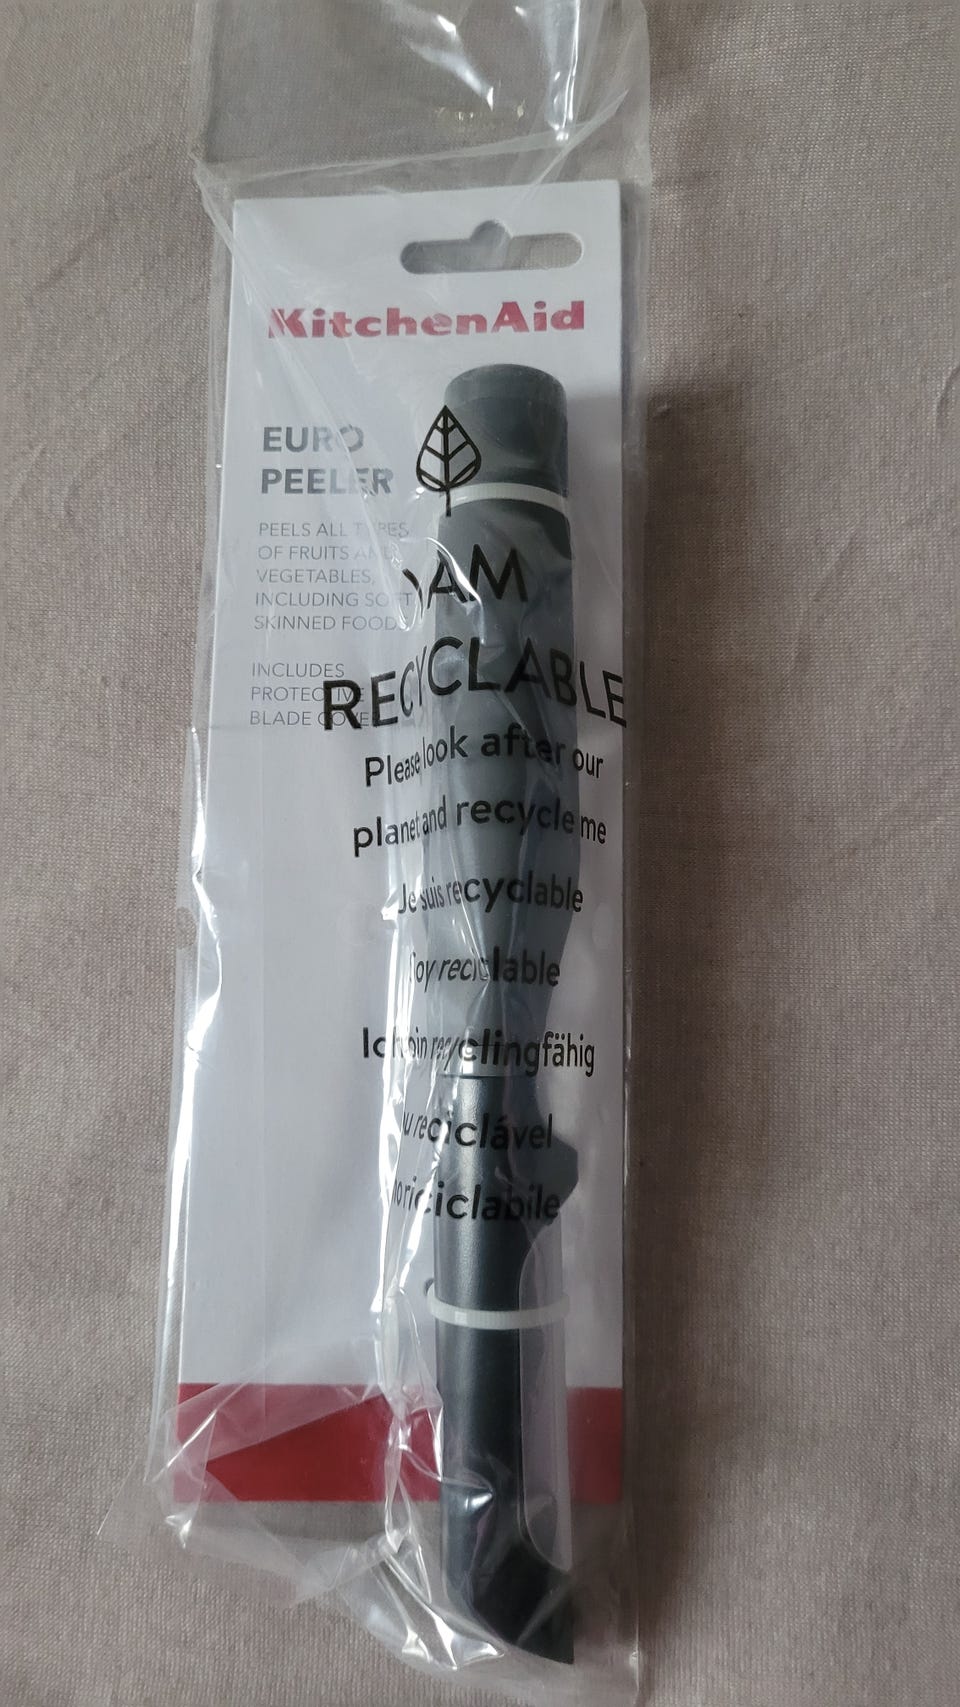 KitchenAid
EURO
PEELER
PEELS ALL TYPES
OF FRUITS AND
VEGETABLES,
INCLUDING SOFT
SKINNED FOODS
INCLUDES
PROTECTIVE
BLADE COVER
AM
RECYCLABLE
Please look after our
planet and recycle me
Je suis recyclable
Soy reciclable
Ich bin recyclingfähig
reciclável
riciclabile